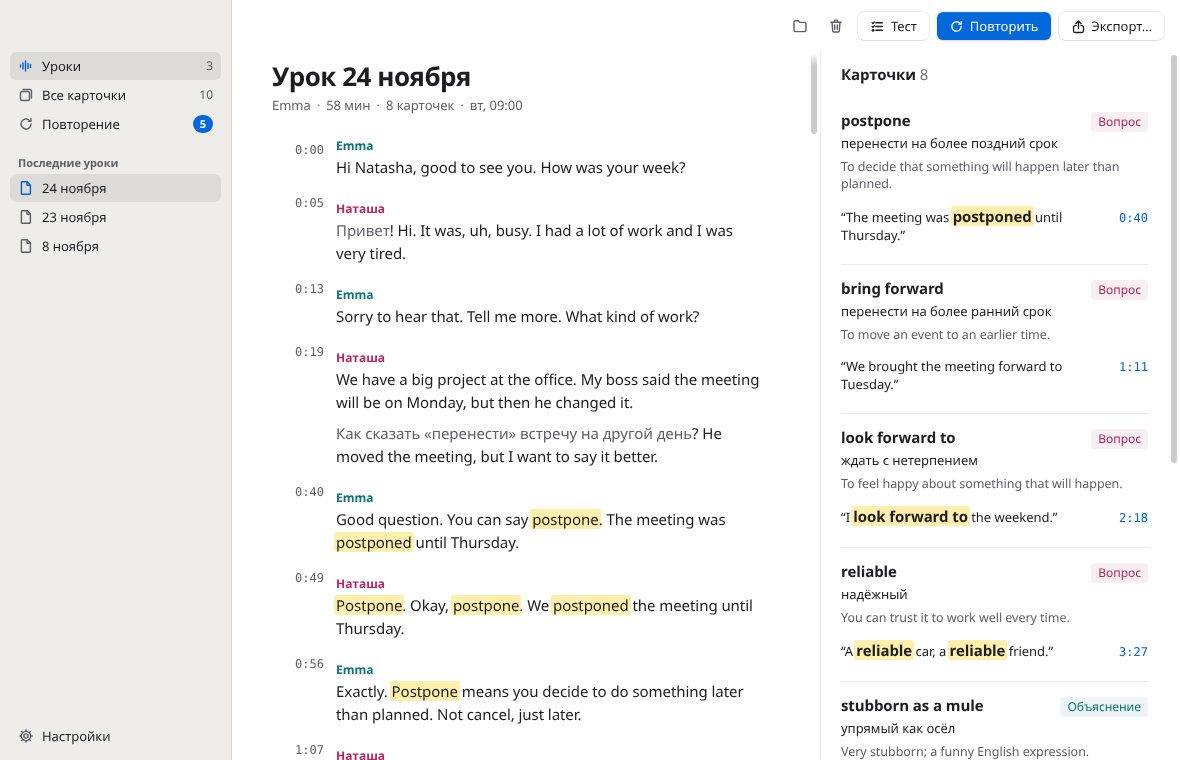 Тест
Повторить
Экспорт...
Уроки 3
Все карточки 10
Повторение 5
Последние уроки
24 ноября
23 ноября
8 ноября
Настройки
Урок 24 ноября
Emma · 58 мин · 8 карточек · вт, 09:00
0:00 Emma
Hi Natasha, good to see you. How was your week?
0:05 Наташа
Привет! Hi. It was, uh, busy. I had a lot of work and I was
very tired.
0:13 Emma
Sorry to hear that. Tell me more. What kind of work?
0:19 Наташа
We have a big project at the office. My boss said the meeting
will be on Monday, but then he changed it.
Как сказать «перенести» встречу на другой день? He
moved the meeting, but I want to say it better.
0:40 Emma
Good question. You can say postpone. The meeting was
postponed until Thursday.
0:49 Наташа
Postpone. Okay, postpone. We postponed the meeting until
Thursday.
0:56 Emma
Exactly. Postpone means you decide to do something later
than planned. Not cancel, just later.
1:07 Наташа
Карточки 8
postpone Вопрос
перенести на более поздний срок
To decide that something will happen later than
planned.
“The meeting was postponed until 0:40
Thursday.”
bring forward Вопрос
перенести на более ранний срок
To move an event to an earlier time.
“We brought the meeting forward to 1:11
Tuesday.”
look forward to Вопрос
ждать с нетерпением
To feel happy about something that will happen.
“I look forward to the weekend.” 2:18
reliable Вопрос
надёжный
You can trust it to work well every time.
“A reliable car, a reliable friend.” 3:27
stubborn as a mule Объяснение
упрямый как осёл
Very stubborn; a funny English expression.